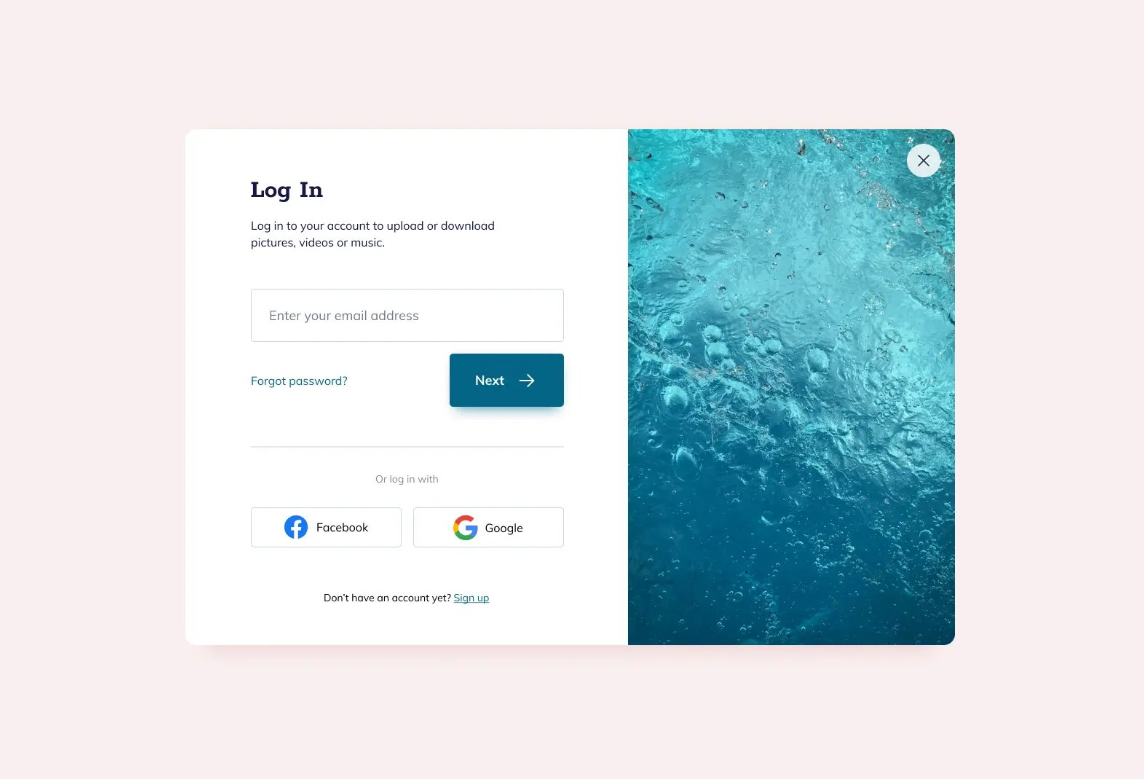 Log In
Log in to your account to upload or download
pictures, videos or music.
Enter your email address
Forgot password?
Next
Or log in with
Facebook
Google
Don't have an account yet? Sign up